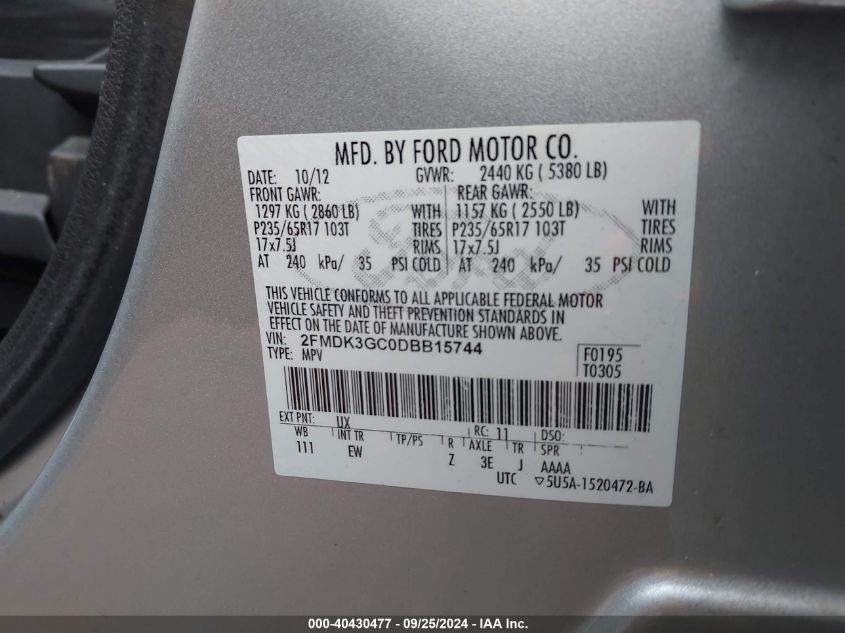 MFD. BY FORD MOTOR CO.
DATE: 10/12 GVWR: 2440 KG ( 5380 LB)
FRONT GAWR: REAR GAWR:
1297 KG ( 2860 LB) WITH 1157 KG ( 2550 LB) WITH
P235/65R17 103T TIRES P235/65R17 103T TIRES
17x7.5J RIMS 17x7.5J RIMS
AT 240 kPa/ 35 PSI COLD AT 240 kPa/ 35 PSI COLD
THIS VEHICLE CONFORMS TO ALL APPLICABLE FEDERAL MOTOR
VEHICLE SAFETY AND THEFT PREVENTION STANDARDS IN
EFFECT ON THE DATE OF MANUFACTURE SHOWN ABOVE.
VIN: 2FMDK3GC0DBB15744
TYPE: MPV
F0195
T0305
EXT PNT: UX RC: 11 DSO:
WB INT TR TP/PS R AXLE TR SPR
111 EW Z 3E J AAAA
UTC ▽5U5A-1520472-BA
000-40430477 - 09/25/2024 - IAA Inc.